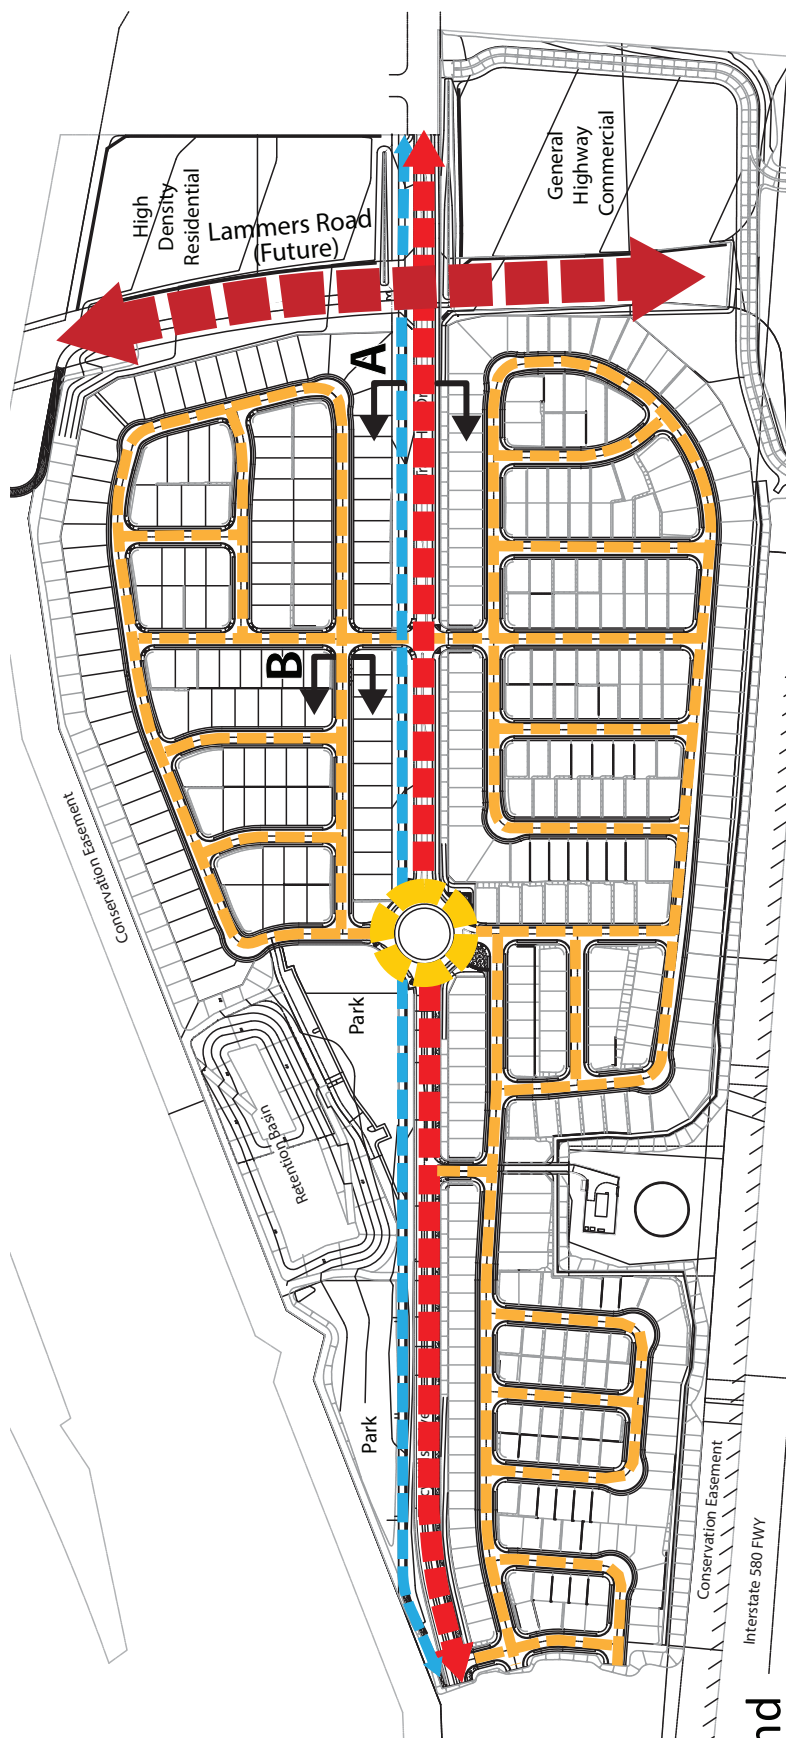 High
Density
Residential
Lammers Road
(Future)
General
Highway
Commercial
A
B
Conservation Easement
Park
Retention Basin
Park
Conservation Easement
Interstate 580 FWY
nd